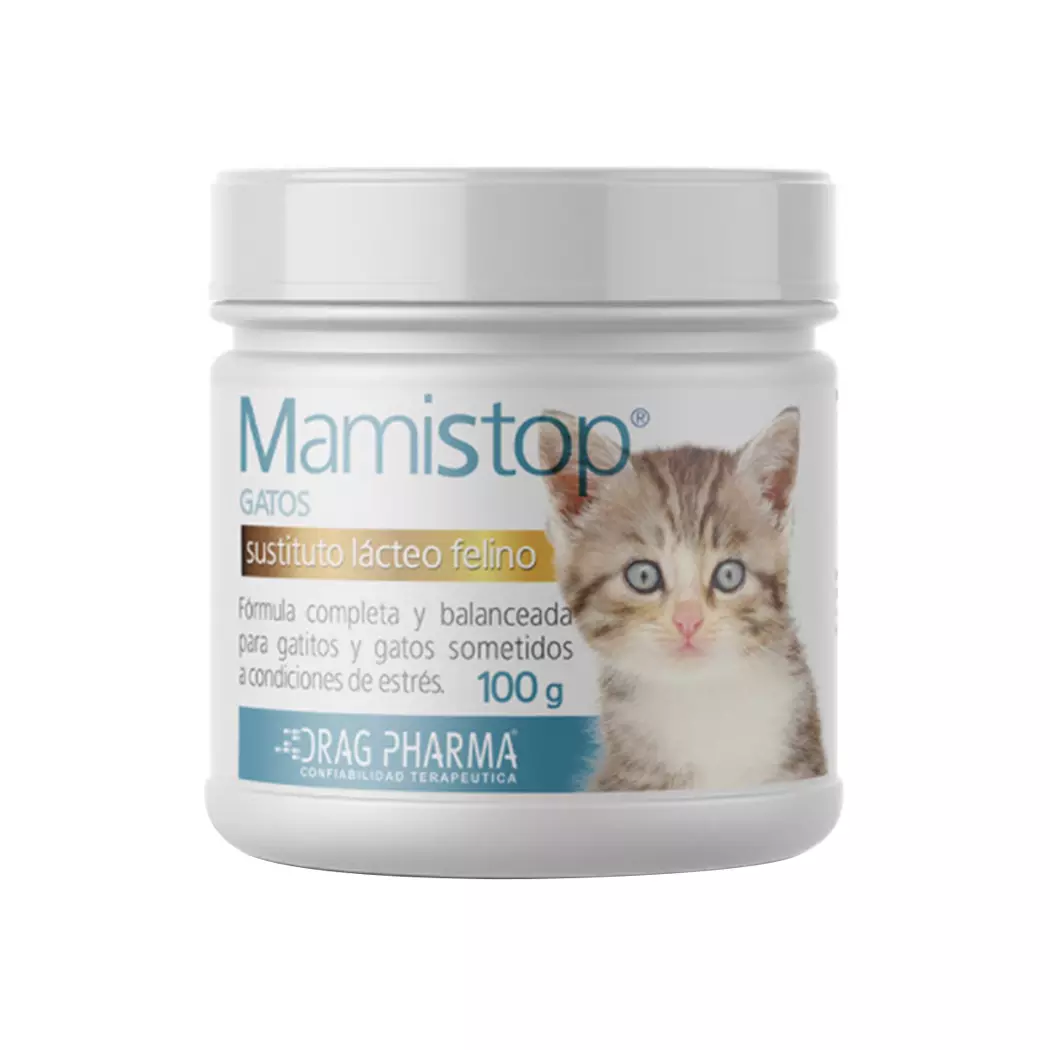 Mamistop®
GATOS
sustituto lácteo felino
Fórmula completa y balanceada
para gatitos y gatos sometidos
a condiciones de estrés. 100 g
DRAG PHARMA
CONFIABILIDAD TERAPEUTICA